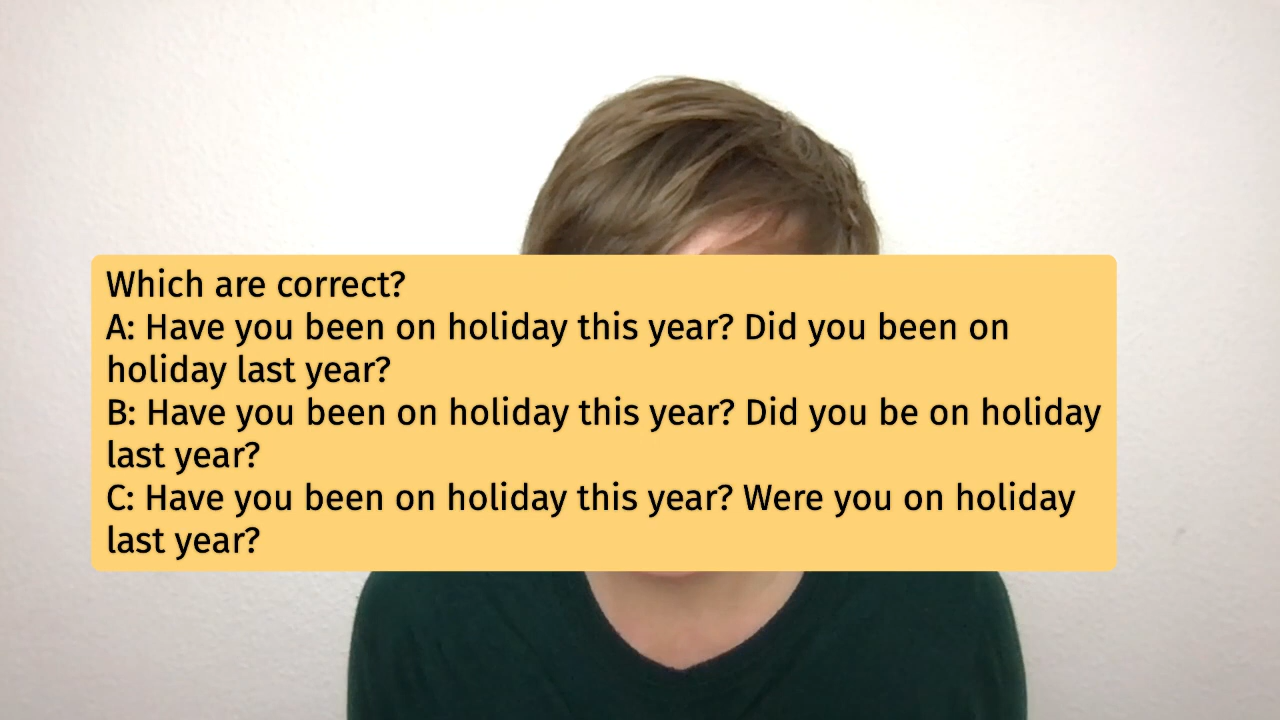 Which are correct?
A: Have you been on holiday this year? Did you been on
holiday last year?
B: Have you been on holiday this year? Did you be on holiday
last year?
C: Have you been on holiday this year? Were you on holiday
last year?